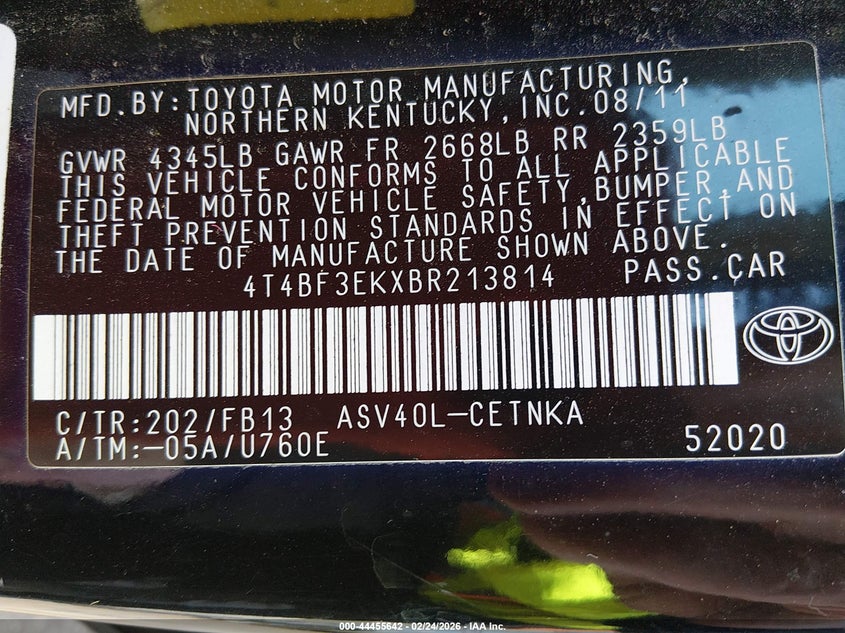 MFD.BY:TOYOTA MOTOR MANUFACTURING,
NORTHERN KENTUCKY,INC.08/11
GVWR 4345LB GAWR FR 2668LB RR 2359LB
THIS VEHICLE CONFORMS TO ALL APPLICABLE
FEDERAL MOTOR VEHICLE SAFETY,BUMPER,AND
THEFT PREVENTION STANDARDS IN EFFECT ON
THE DATE OF MANUFACTURE SHOWN ABOVE.
4T4BF3EKXBR213814 PASS.CAR
C/TR:202/FB13 ASV40L-CETNKA
A/TM:-05A/U760E 52020
000-44455642 - 02/24/2026 - IAA Inc.